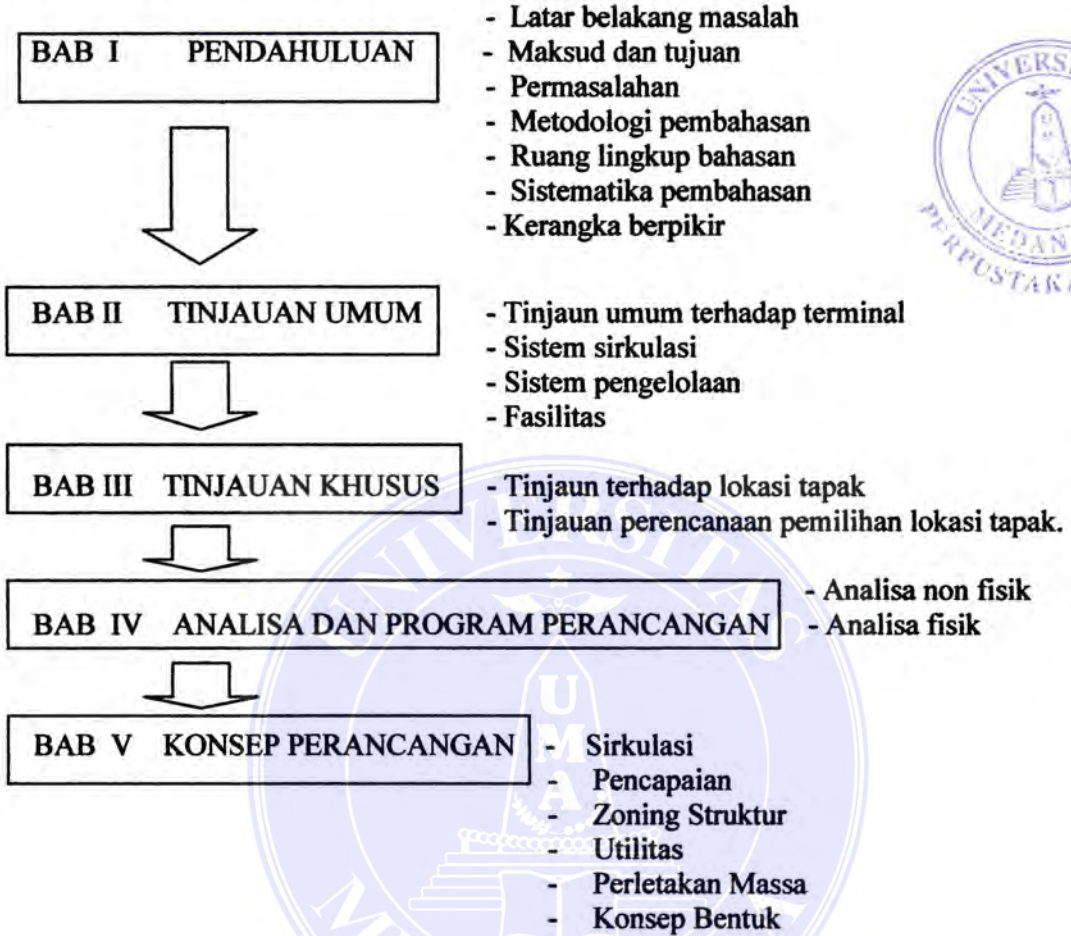 BAB I PENDAHULUAN
- Latar belakang masalah
- Maksud dan tujuan
- Permasalahan
- Metodologi pembahasan
- Ruang lingkup bahasan
- Sistematika pembahasan
- Kerangka berpikir
BAB II TINJAUAN UMUM
- Tinjaun umum terhadap terminal
- Sistem sirkulasi
- Sistem pengelolaan
- Fasilitas
BAB III TINJAUAN KHUSUS
- Tinjaun terhadap lokasi tapak
- Tinjauan perencanaan pemilihan lokasi tapak.
BAB IV ANALISA DAN PROGRAM PERANCANGAN
- Analisa non fisik
- Analisa fisik
BAB V KONSEP PERANCANGAN
- Sirkulasi
- Pencapaian
- Zoning Struktur
- Utilitas
- Perletakan Massa
- Konsep Bentuk
UNIVERSITAS
UMA